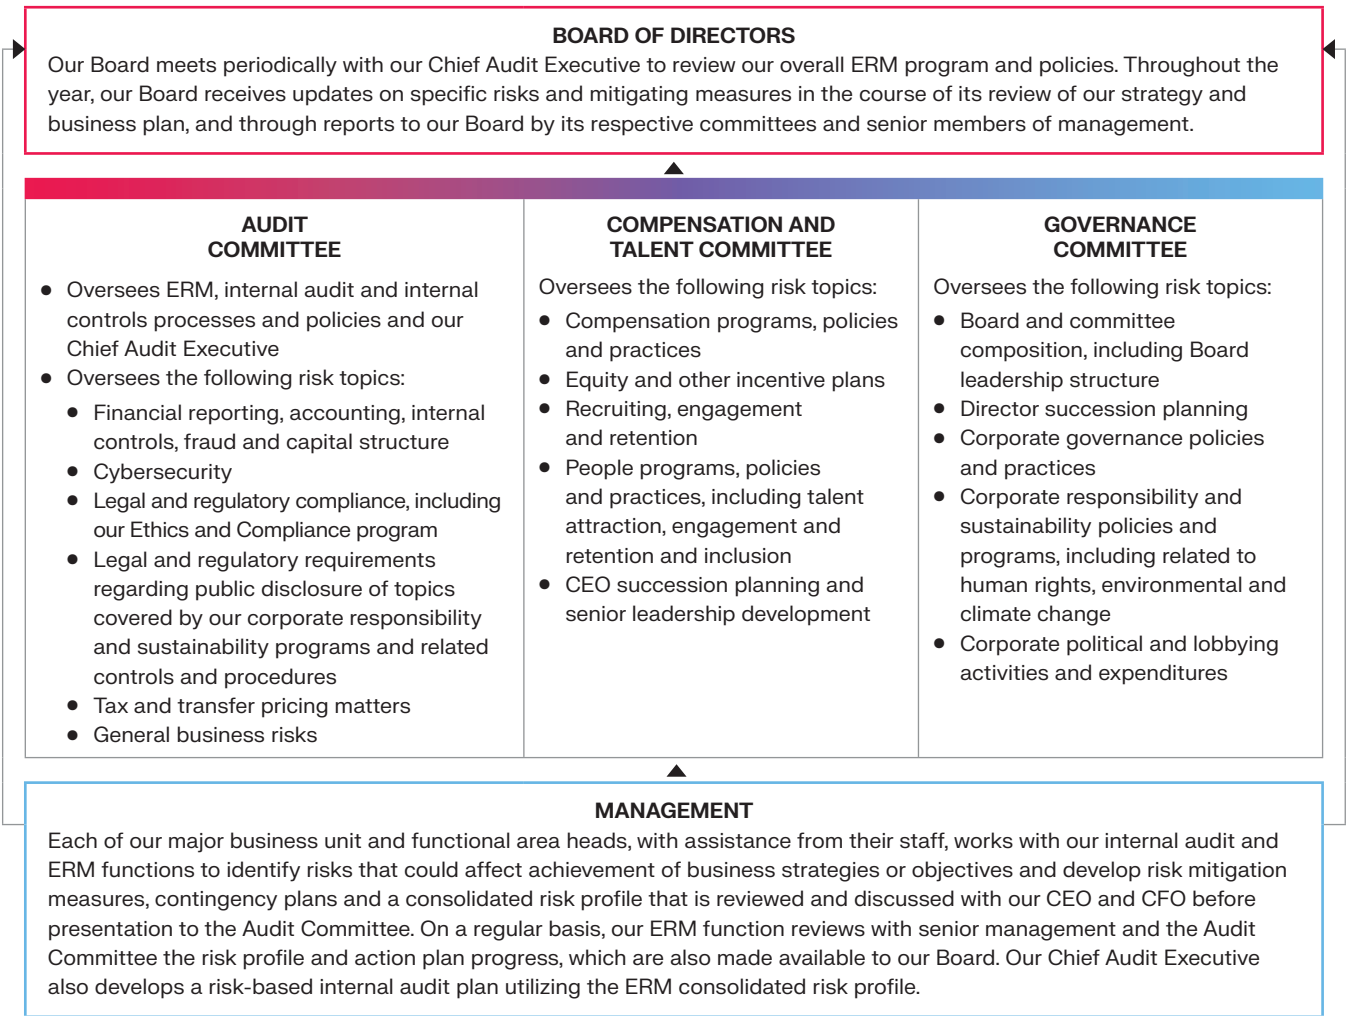 BOARD OF DIRECTORS
Our Board meets periodically with our Chief Audit Executive to review our overall ERM program and policies. Throughout the
year, our Board receives updates on specific risks and mitigating measures in the course of its review of our strategy and
business plan, and through reports to our Board by its respective committees and senior members of management.
AUDIT
COMMITTEE
● Oversees ERM, internal audit and internal
controls processes and policies and our
Chief Audit Executive
● Oversees the following risk topics:
● Financial reporting, accounting, internal
controls, fraud and capital structure
● Cybersecurity
● Legal and regulatory compliance, including
our Ethics and Compliance program
● Legal and regulatory requirements
regarding public disclosure of topics
covered by our corporate responsibility
and sustainability programs and related
controls and procedures
● Tax and transfer pricing matters
● General business risks
COMPENSATION AND
TALENT COMMITTEE
Oversees the following risk topics:
● Compensation programs, policies
and practices
● Equity and other incentive plans
● Recruiting, engagement
and retention
● People programs, policies
and practices, including talent
attraction, engagement and
retention and inclusion
● CEO succession planning and
senior leadership development
GOVERNANCE
COMMITTEE
Oversees the following risk topics:
● Board and committee
composition, including Board
leadership structure
● Director succession planning
● Corporate governance policies
and practices
● Corporate responsibility and
sustainability policies and
programs, including related to
human rights, environmental and
climate change
● Corporate political and lobbying
activities and expenditures
MANAGEMENT
Each of our major business unit and functional area heads, with assistance from their staff, works with our internal audit and
ERM functions to identify risks that could affect achievement of business strategies or objectives and develop risk mitigation
measures, contingency plans and a consolidated risk profile that is reviewed and discussed with our CEO and CFO before
presentation to the Audit Committee. On a regular basis, our ERM function reviews with senior management and the Audit
Committee the risk profile and action plan progress, which are also made available to our Board. Our Chief Audit Executive
also develops a risk-based internal audit plan utilizing the ERM consolidated risk profile.